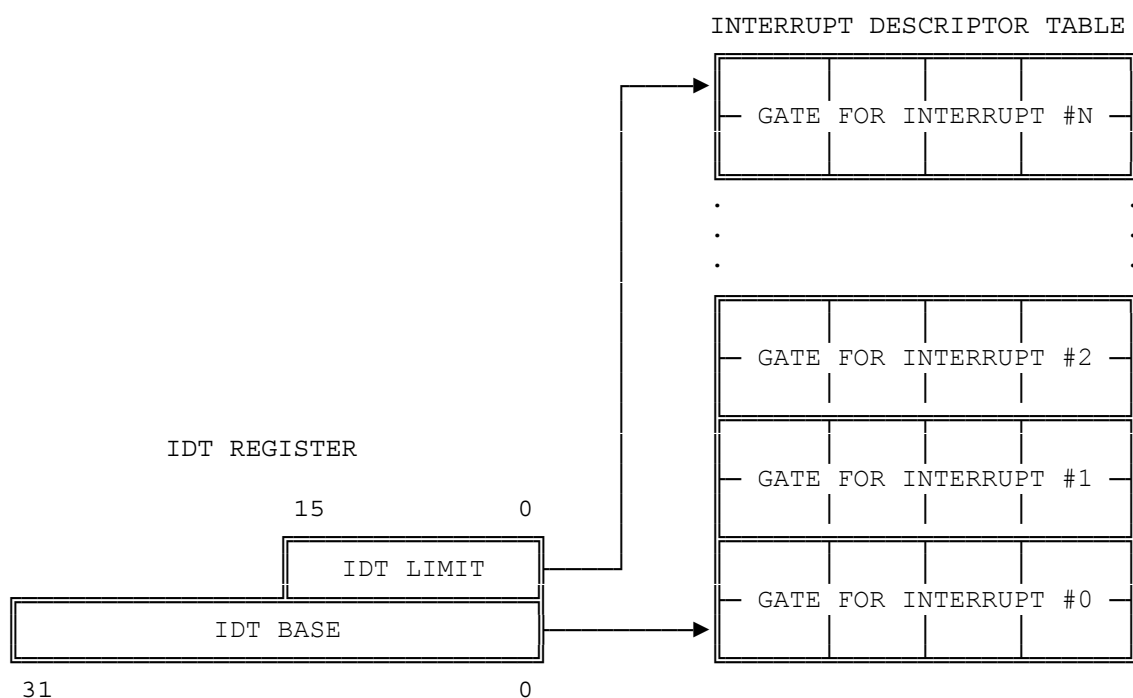 INTERRUPT DESCRIPTOR TABLE
GATE FOR INTERRUPT #N
GATE FOR INTERRUPT #2
IDT REGISTER
GATE FOR INTERRUPT #1
15 0
IDT LIMIT
GATE FOR INTERRUPT #0
IDT BASE
31 0